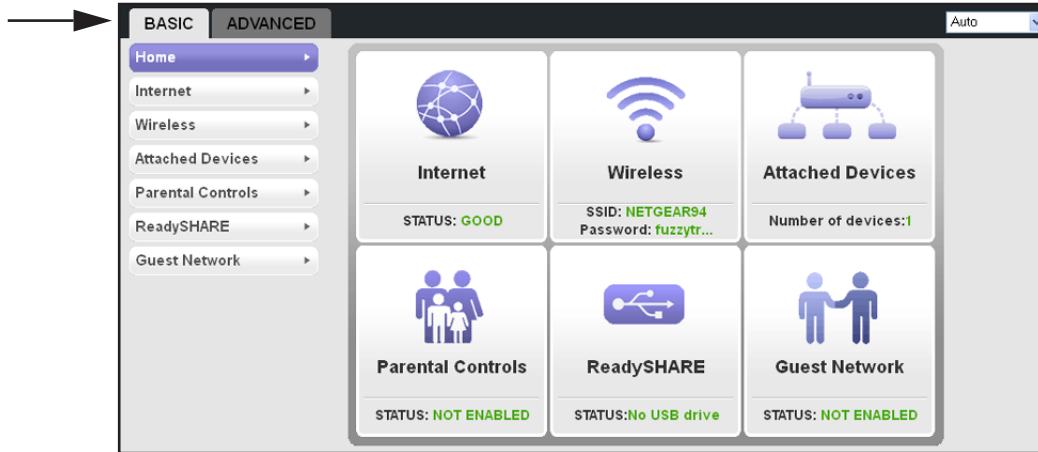 BASIC ADVANCED
Auto
Home
Internet
Wireless
Attached Devices
Parental Controls
ReadySHARE
Guest Network
Internet
STATUS: GOOD
Wireless
SSID: NETGEAR94
Password: fuzzytr...
Attached Devices
Number of devices:1
Parental Controls
STATUS: NOT ENABLED
ReadySHARE
STATUS:No USB drive
Guest Network
STATUS: NOT ENABLED